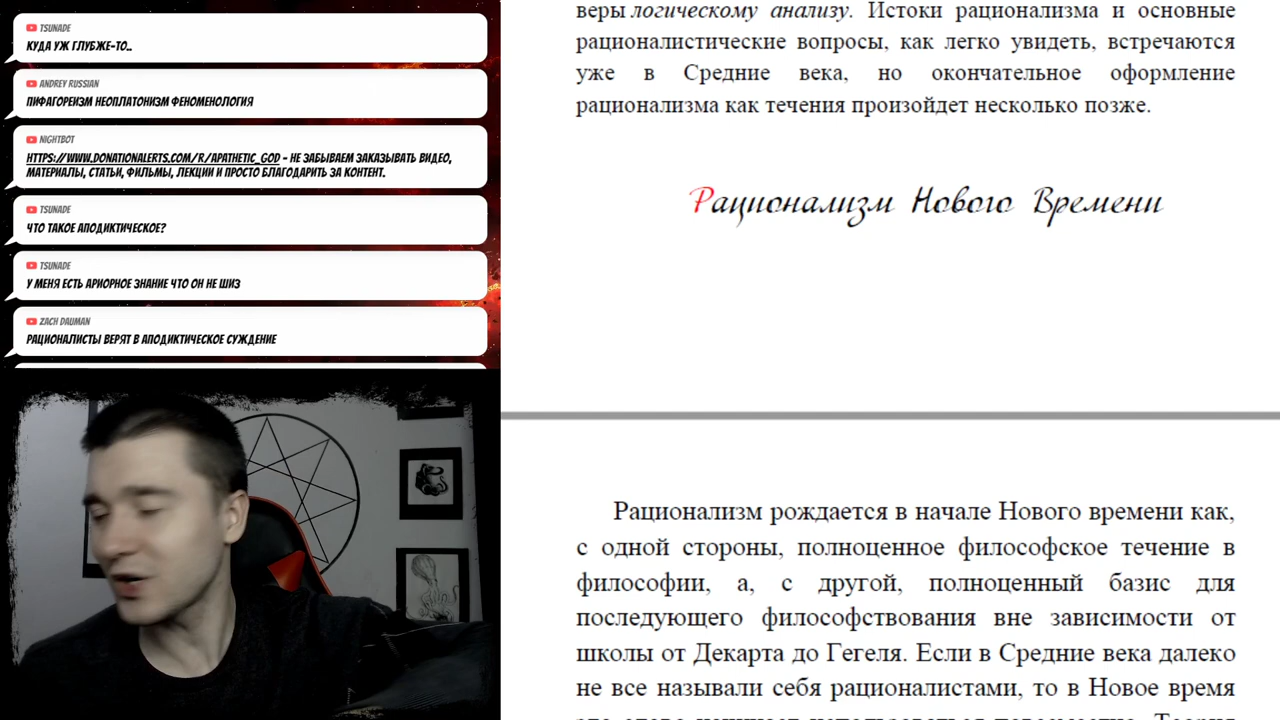 TSUNADE
КУДА УЖ ГЛУБЖЕ-ТО..
ANDREY RUSSIAN
ПИФАГОРЕИЗМ НЕОПЛАТОНИЗМ ФЕНОМЕНОЛОГИЯ
NIGHTBOT
HTTPS://WWW.DONATIONALERTS.COM/R/APATHETIC_GOD - НЕ ЗАБЫВАЕМ ЗАКАЗЫВАТЬ ВИДЕО,
МАТЕРИАЛЫ, СТАТЬИ, ФИЛЬМЫ, ЛЕКЦИИ И ПРОСТО БЛАГОДАРИТЬ ЗА КОНТЕНТ.
TSUNADE
ЧТО ТАКОЕ АПОДИКТИЧЕСКОЕ?
TSUNADE
У МЕНЯ ЕСТЬ АРИОРНОЕ ЗНАНИЕ ЧТО ОН НЕ ШИЗ
ZACH DAUMAN
РАЦИОНАЛИСТЫ ВЕРЯТ В АПОДИКТИЧЕСКОЕ СУЖДЕНИЕ
веры логическому анализу. Истоки рационализма и основные
рационалистические вопросы, как легко увидеть, встречаются
уже в Средние века, но окончательное оформление
рационализма как течения произойдет несколько позже.
Рационализм Нового Времени
Рационализм рождается в начале Нового времени как,
с одной стороны, полноценное философское течение в
философии, а, с другой, полноценный базис для
последующего философствования вне зависимости от
школы от Декарта до Гегеля. Если в Средние века далеко
не все называли себя рационалистами, то в Новое время